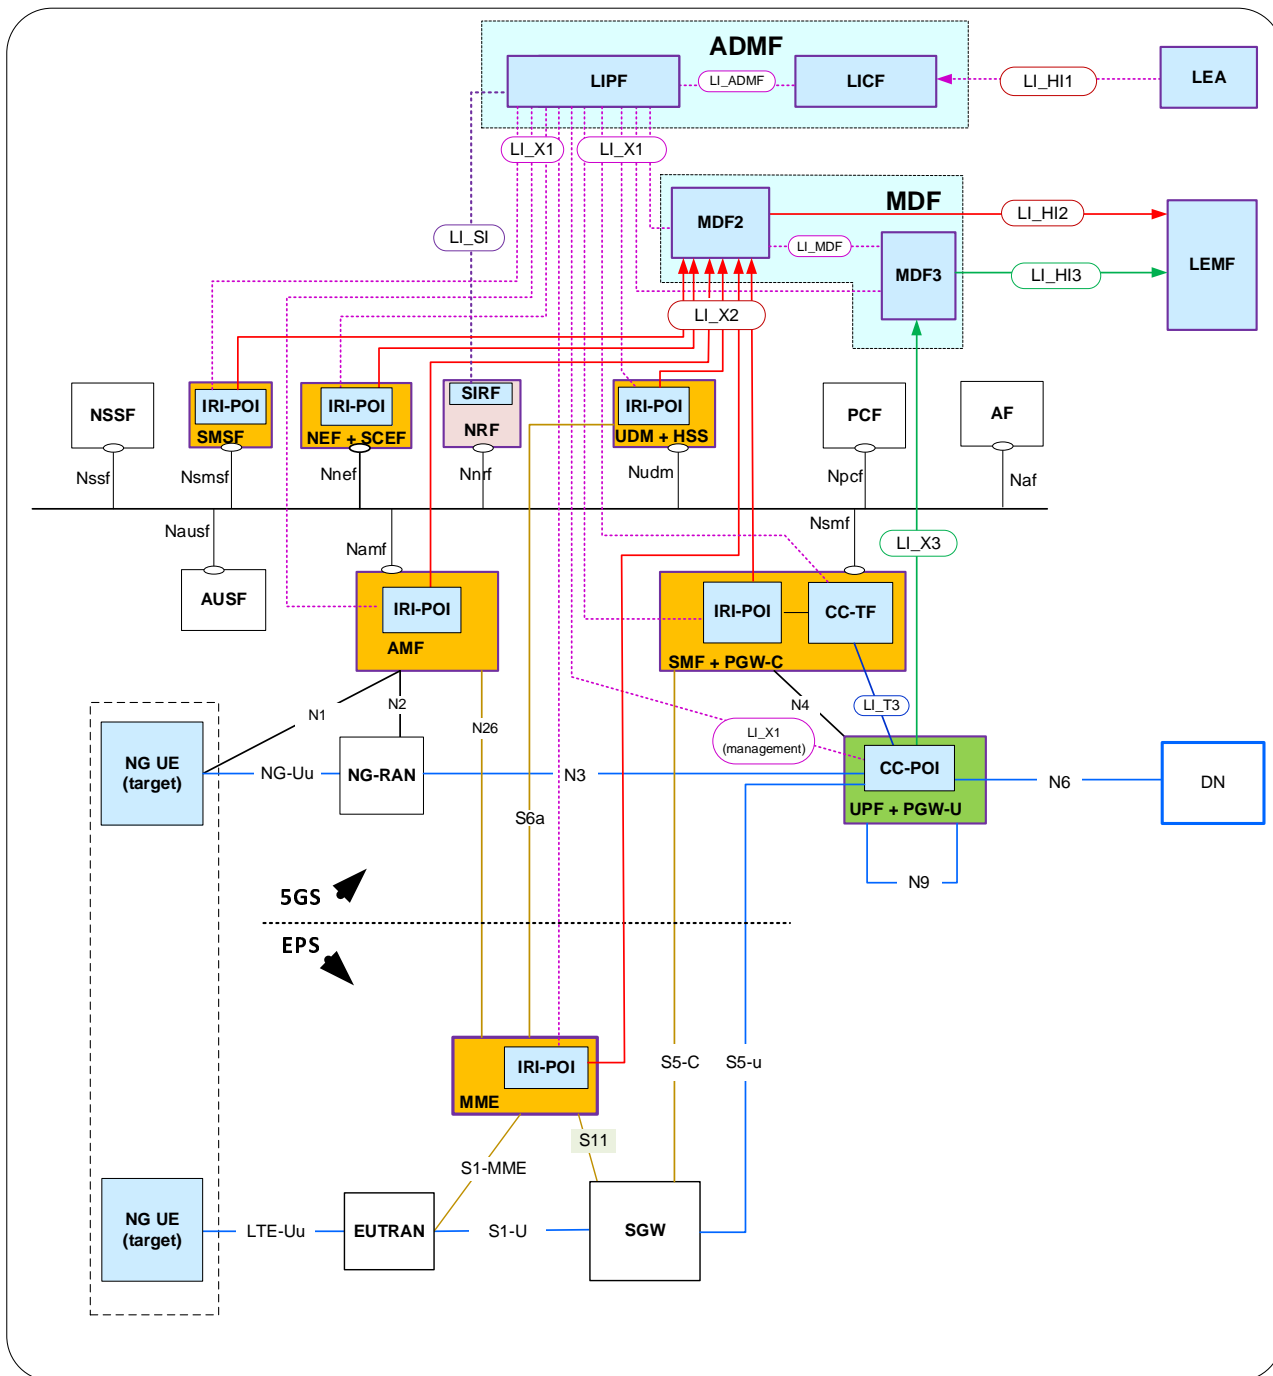 ADMF
LIPF
LI_ADMF
LICF
LI_HI1
LEA
LI_X1
LI_X1
MDF
LI_SI
MDF2
LI_HI2
LI_MDF
LEMF
MDF3
LI_HI3
LI_X2
NSSF
IRI-POI
SMSF
IRI-POI
NEF + SCEF
SIRF
NRF
IRI-POI
UDM + HSS
PCF
AF
Nssf
Nsmsf
Nnef
Nnrf
Nudm
Npcf
Naf
Nausf
Namf
Nsmf
LI_X3
AUSF
IRI-POI
AMF
IRI-POI
CC-TF
SMF + PGW-C
N1
N2
N26
N4
LI_T3
LI_X1
(management)
NG UE
(target)
NG-Uu
NG-RAN
N3
CC-POI
UPF + PGW-U
N6
DN
S6a
N9
5GS
EPS
IRI-POI
MME
S5-C
S5-u
S11
S1-MME
NG UE
(target)
LTE-Uu
EUTRAN
S1-U
SGW